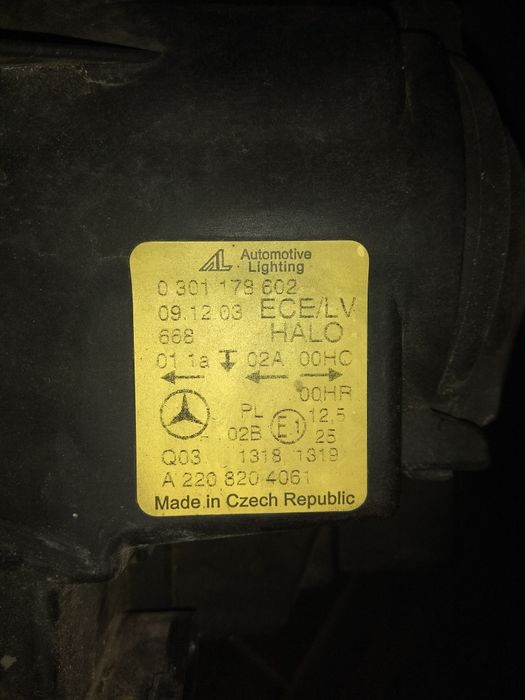 Automotive
Lighting
0 301 178 602
09.12.03 ECE/LV
668 HALO
01 1a 02A 00HC
00HR
PL E1 12,5
02B 25
Q03 1318 1319
A 220 820 4061
Made in Czech Republic